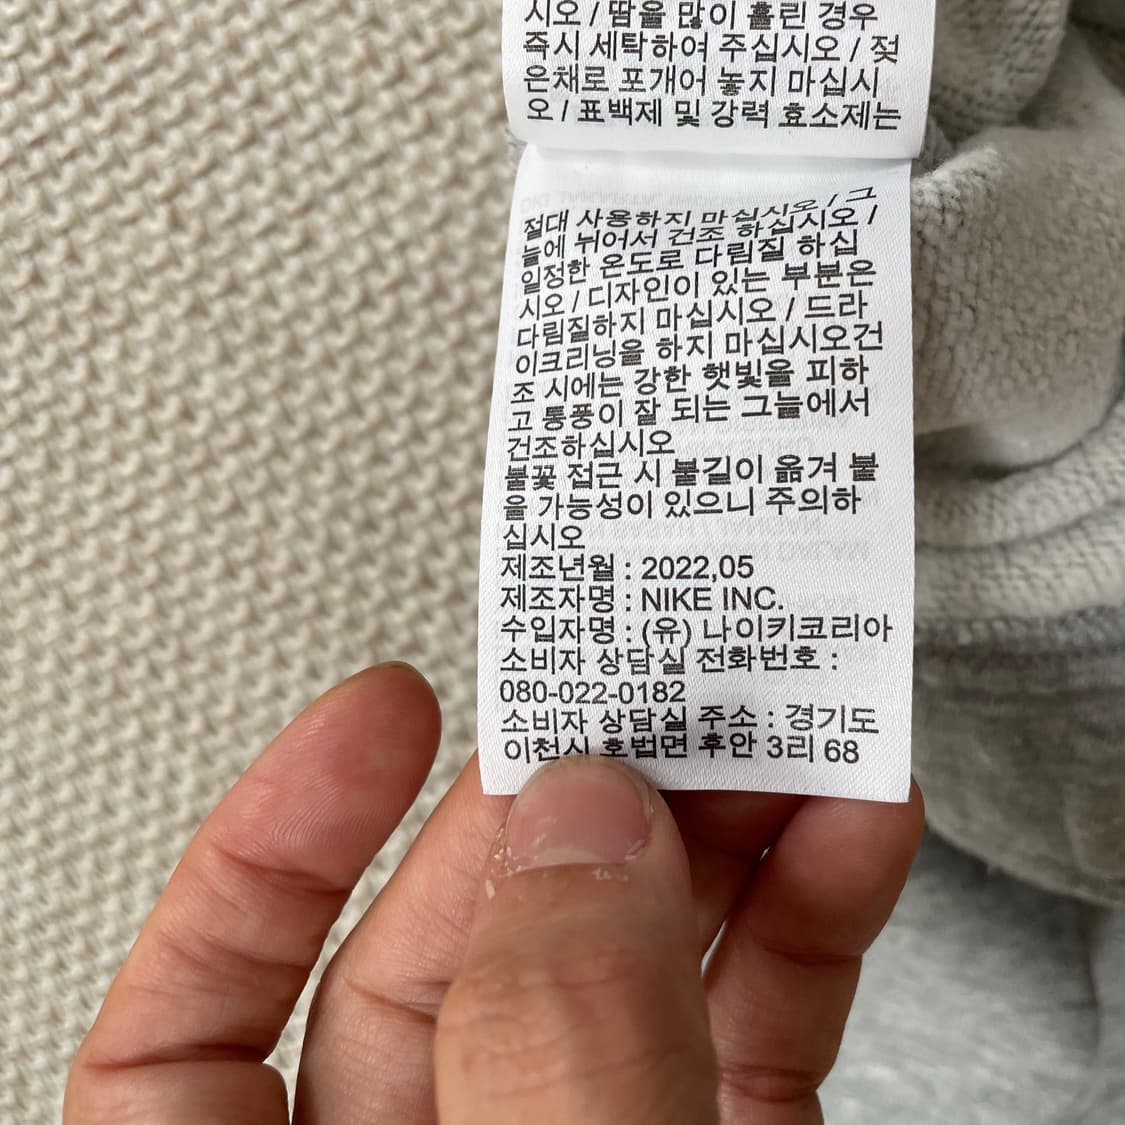 시오 / 땀을 많이 흘린 경우
즉시 세탁하여 주십시오 / 젖
은채로 포개어 놓지 마십시
오 / 표백제 및 강력 효소제는
절대 사용하지 마십시오 / 그
늘에 뉘어서 건조 하십시오 /
일정한 온도로 다림질 하십
시오 / 디자인이 있는 부분은
다림질하지 마십시오 / 드라
이크리닝을 하지 마십시오건
조 시에는 강한 햇빛을 피하
고 통풍이 잘 되는 그늘에서
건조하십시오
불꽃 접근 시 불길이 옮겨 붙
을 가능성이 있으니 주의하
십시오
제조년월 : 2022,05
제조자명 : NIKE INC.
수입자명 : (유) 나이키코리아
소비자 상담실 전화번호 :
080-022-0182
소비자 상담실 주소 : 경기도
이천시 호법면 후안 3리 68